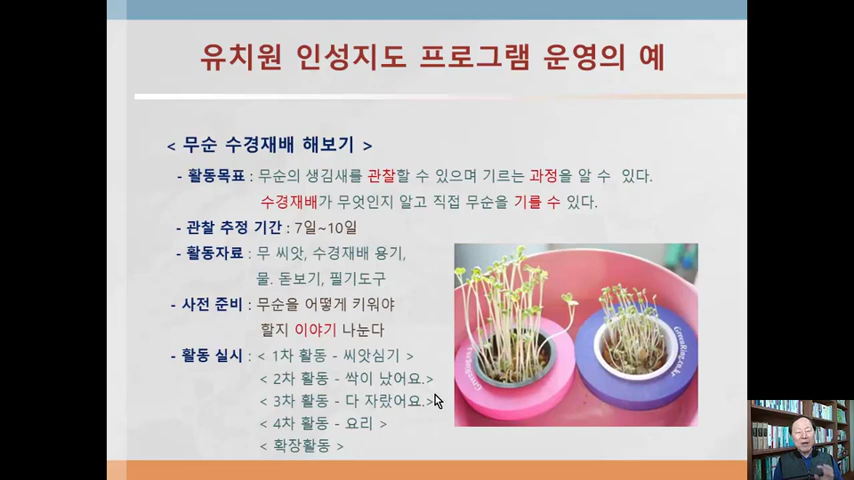 유치원 인성지도 프로그램 운영의 예
< 무순 수경재배 해보기 >
- 활동목표 : 무순의 생김새를 관찰할 수 있으며 기르는 과정을 알 수 있다.
수경재배가 무엇인지 알고 직접 무순을 기를 수 있다.
- 관찰 추정 기간 : 7일~10일
- 활동자료 : 무 씨앗, 수경재배 용기,
물. 돋보기, 필기도구
- 사전 준비 : 무순을 어떻게 키워야
할지 이야기 나눈다
- 활동 실시 : < 1차 활동 - 씨앗심기 >
< 2차 활동 - 싹이 났어요.>
< 3차 활동 - 다 자랐어요.>
< 4차 활동 - 요리 >
< 확장활동 >
GreenRing.co.kr